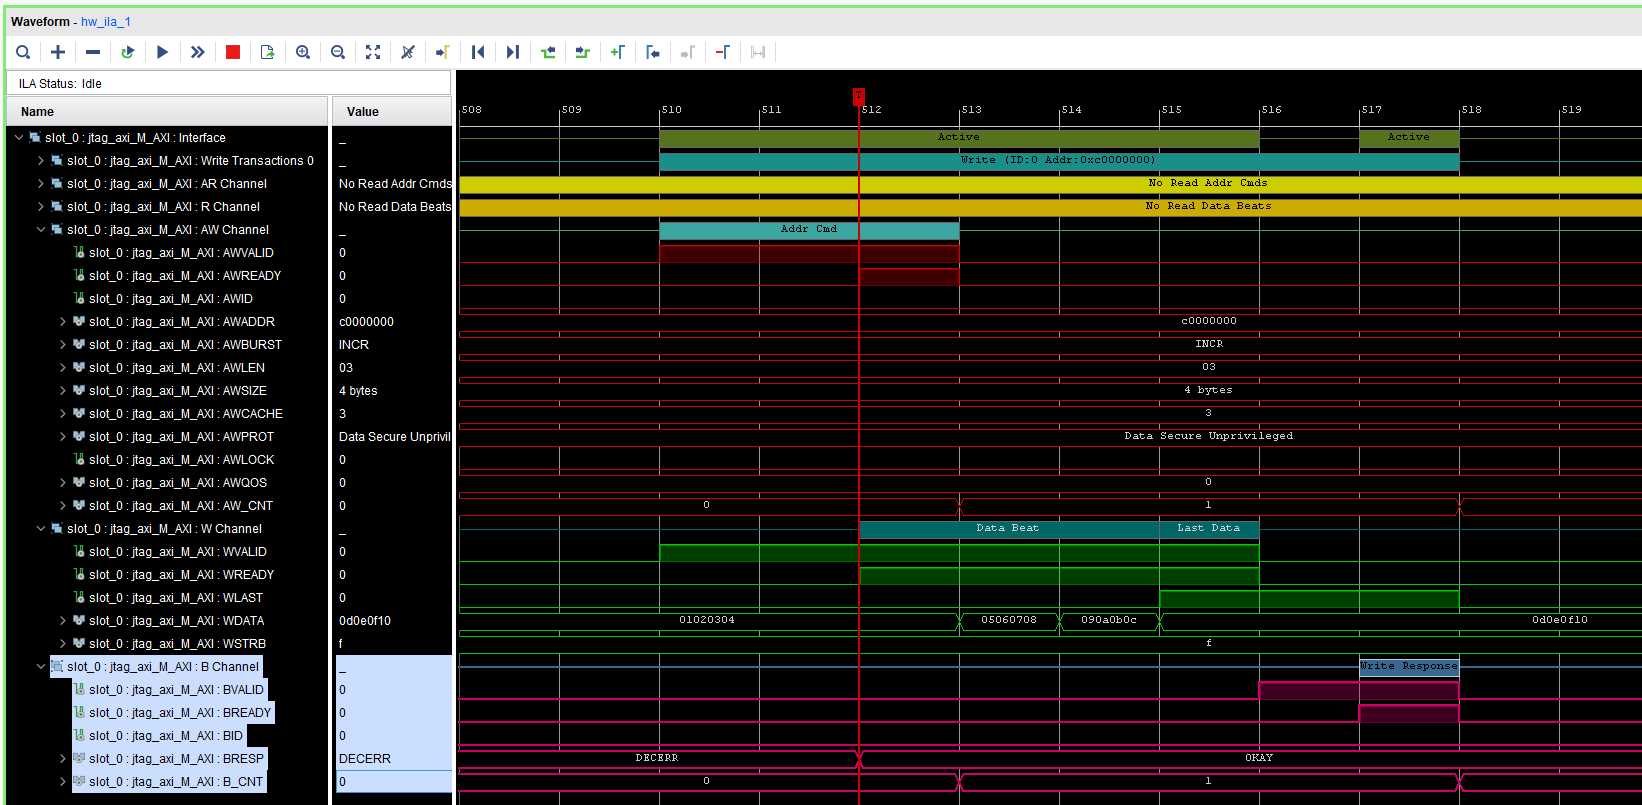 Waveform - hw_ila_1
ILA Status: Idle
Name Value
T
508 509 510 511 512 513 514 515 516 517 518 519
slot_0 : jtag_axi_M_AXI : Interface _ Active Active
slot_0 : jtag_axi_M_AXI : Write Transactions 0 _ Write (ID:0 Addr:0xc0000000)
slot_0 : jtag_axi_M_AXI : AR Channel No Read Addr Cmds No Read Addr Cmds
slot_0 : jtag_axi_M_AXI : R Channel No Read Data Beats No Read Data Beats
slot_0 : jtag_axi_M_AXI : AW Channel _ Addr Cmd
slot_0 : jtag_axi_M_AXI : AWVALID 0
slot_0 : jtag_axi_M_AXI : AWREADY 0
slot_0 : jtag_axi_M_AXI : AWID 0
slot_0 : jtag_axi_M_AXI : AWADDR c0000000 c0000000
slot_0 : jtag_axi_M_AXI : AWBURST INCR INCR
slot_0 : jtag_axi_M_AXI : AWLEN 03 03
slot_0 : jtag_axi_M_AXI : AWSIZE 4 bytes 4 bytes
slot_0 : jtag_axi_M_AXI : AWCACHE 3 3
slot_0 : jtag_axi_M_AXI : AWPROT Data Secure Unprivil Data Secure Unprivileged
slot_0 : jtag_axi_M_AXI : AWLOCK 0
slot_0 : jtag_axi_M_AXI : AWQOS 0 0
slot_0 : jtag_axi_M_AXI : AW_CNT 0 0 1
slot_0 : jtag_axi_M_AXI : W Channel _ Data Beat Last Data
slot_0 : jtag_axi_M_AXI : WVALID 0
slot_0 : jtag_axi_M_AXI : WREADY 0
slot_0 : jtag_axi_M_AXI : WLAST 0
slot_0 : jtag_axi_M_AXI : WDATA 0d0e0f10 01020304 05060708 090a0b0c 0d0e0f10
slot_0 : jtag_axi_M_AXI : WSTRB f f
slot_0 : jtag_axi_M_AXI : B Channel _ Write Response
slot_0 : jtag_axi_M_AXI : BVALID 0
slot_0 : jtag_axi_M_AXI : BREADY 0
slot_0 : jtag_axi_M_AXI : BID 0
slot_0 : jtag_axi_M_AXI : BRESP DECERR DECERR OKAY
slot_0 : jtag_axi_M_AXI : B_CNT 0 0 1